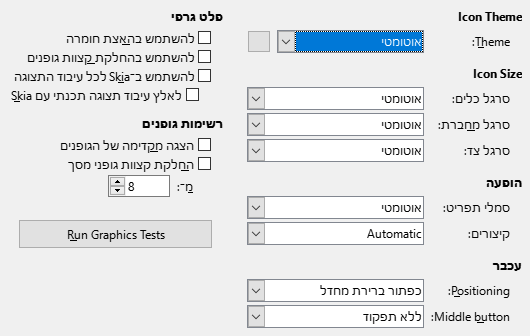 Icon Theme
Theme:
אוטומטי
Icon Size
סרגל כלים:
אוטומטי
סרגל מחברת:
אוטומטי
סרגל צד:
אוטומטי
הופעה
סמלי תפריט:
אוטומטי
קיצורים:
Automatic
עכבר
Positioning:
כפתור ברירת מחדל
Middle button:
ללא תפקוד
פלט גרפי
להשתמש בהאצת חומרה
להשתמש בהחלקת קצוות גופנים
להשתמש ב־Skia לכל עיבוד התצוגה
לאלץ עיבוד תצוגה תכנתי עם Skia
רשימות גופנים
הצגה מקדימה של הגופנים
החלקת קצוות גופני מסך
מ־:
8
Run Graphics Tests